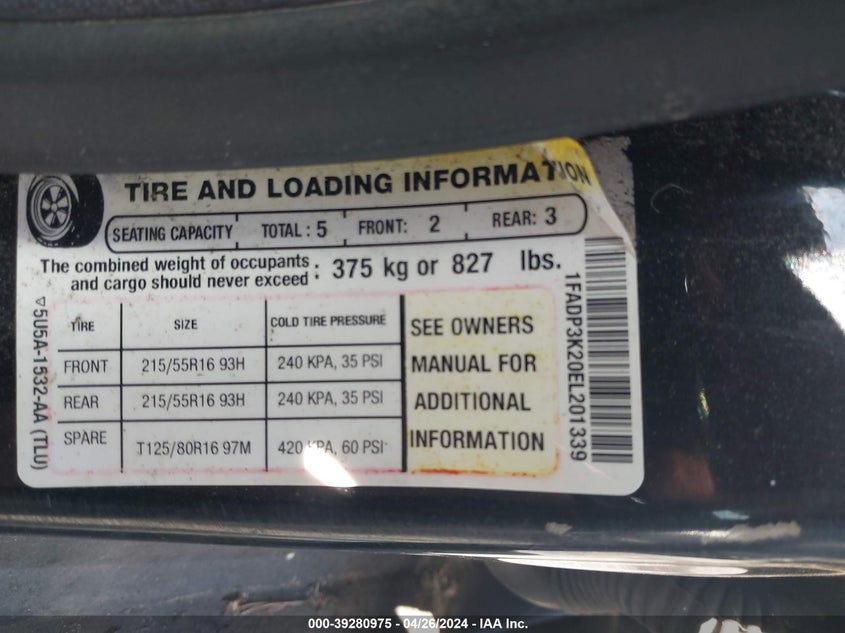 TIRE AND LOADING INFORMATION
SEATING CAPACITY TOTAL : 5 FRONT: 2 REAR: 3
The combined weight of occupants
and cargo should never exceed : 375 kg or 827 lbs.
TIRE SIZE COLD TIRE PRESSURE
FRONT 215/55R16 93H 240 KPA, 35 PSI
REAR 215/55R16 93H 240 KPA, 35 PSI
SPARE T125/80R16 97M 420 KPA, 60 PSI
SEE OWNERS
MANUAL FOR
ADDITIONAL
INFORMATION
5U5A-1532-AA (TLU)
1FADP3K20EL201339
000-39280975 - 04/26/2024 - IAA Inc.